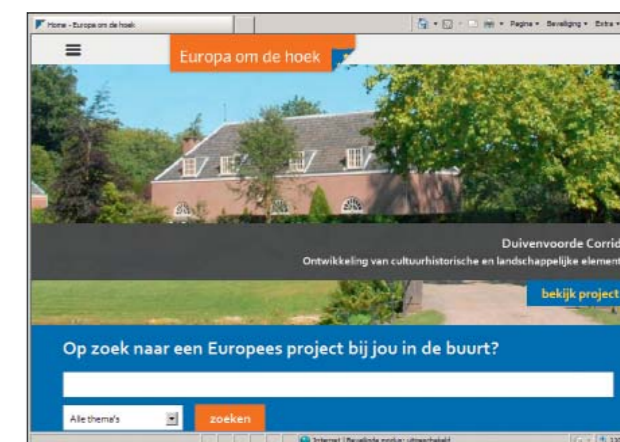 Home - Europa om de hoek
Pagina Beveiliging Extra
Europa om de hoek
Duivenvoorde Corrid
Ontwikkeling van cultuurhistorische en landschappelijke element
bekijk project
Op zoek naar een Europees project bij jou in de buurt?
Alle thema's
zoeken
Internet | Beveiligde modus: uitgeschakeld